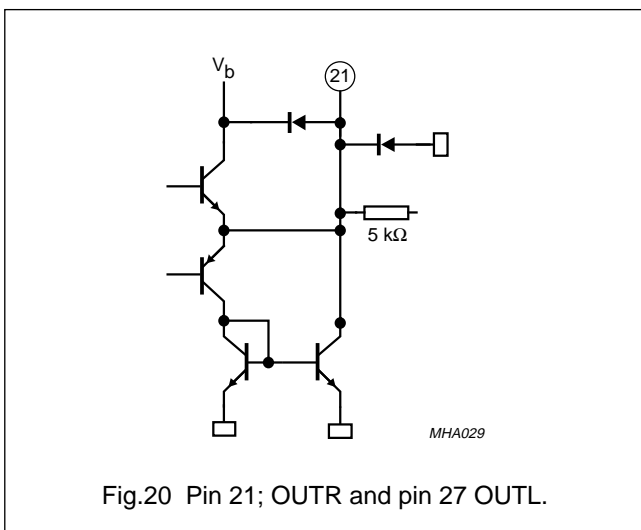 V_b
21
5 kΩ
MHA029
Fig.20 Pin 21; OUTR and pin 27 OUTL.